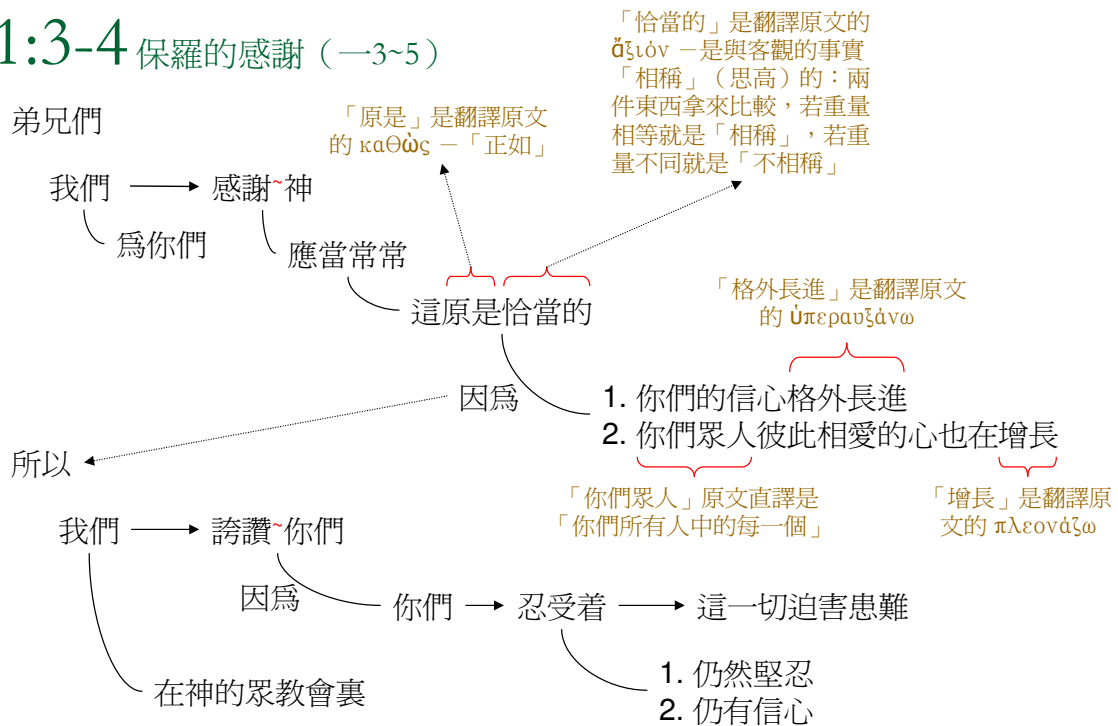 1:3-4 保羅的感謝（一3~5）
「恰當的」是翻譯原文的
ἄξιόν －是與客觀的事實
「相稱」（思高）的：兩
件東西拿來比較，若重量
相等就是「相稱」，若重
量不同就是「不相稱」
弟兄們
「原是」是翻譯原文
的 καθὼς －「正如」
我們
感謝~神
為你們
應當常常
這原是恰當的
「格外長進」是翻譯原文
的 ὑπεραυξάνω
因為
1. 你們的信心格外長進
2. 你們眾人彼此相愛的心也在增長
所以
「你們眾人」原文直譯是
「你們所有人中的每一個」
「增長」是翻譯原
文的 πλεονάζω
我們
誇讚~你們
因為
你們
忍受着
這一切迫害患難
在神的眾教會裏
1. 仍然堅忍
2. 仍有信心